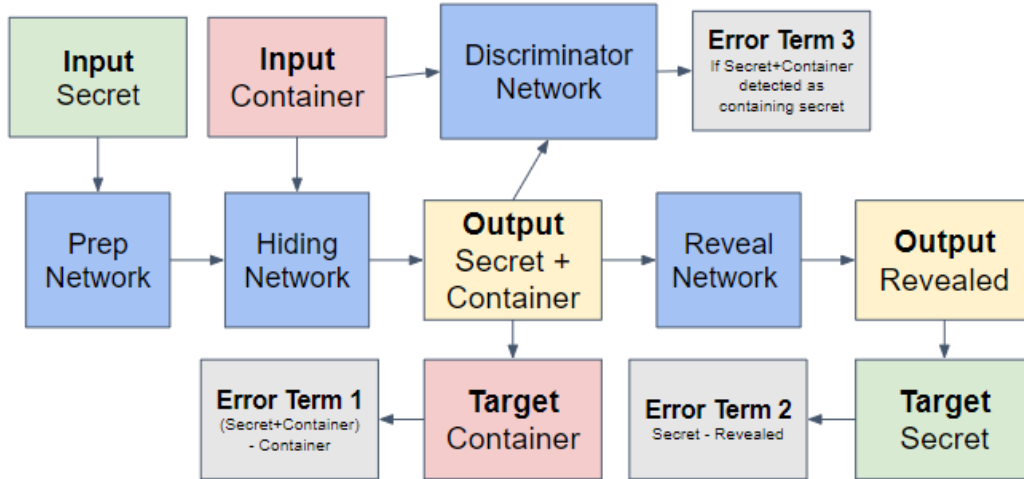 Input
Secret
Input
Container
Discriminator
Network
Error Term 3
If Secret+Container
detected as
containing secret
Prep
Network
Hiding
Network
Output
Secret +
Container
Reveal
Network
Output
Revealed
Error Term 1
(Secret+Container)
- Container
Target
Container
Error Term 2
Secret - Revealed
Target
Secret